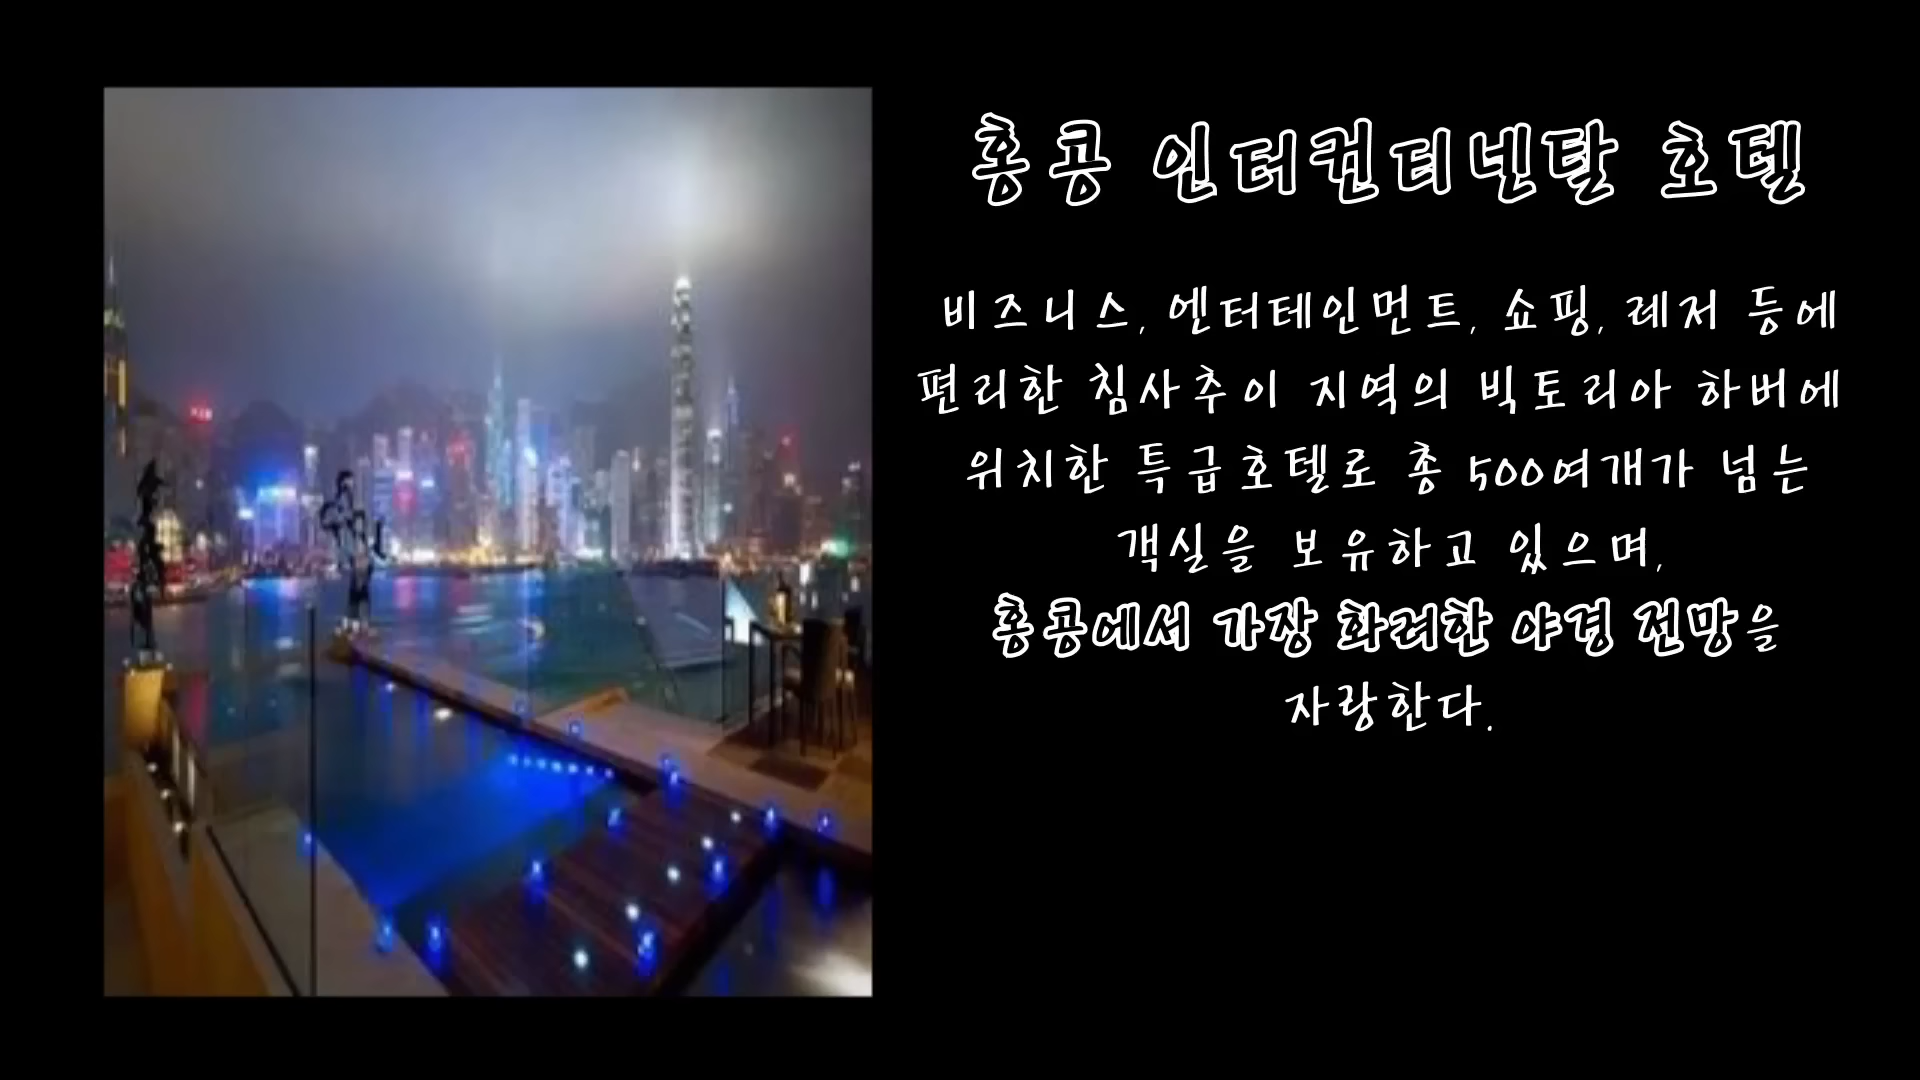 홍콩 인터컨티넨탈 호텔
비즈니스, 엔터테인먼트, 쇼핑, 레저 등에
편리한 침사추이 지역의 빅토리아 하버에
위치한 특급호텔로 총 500여개가 넘는
객실을 보유하고 있으며,
홍콩에서 가장 화려한 야경 전망을
자랑한다.